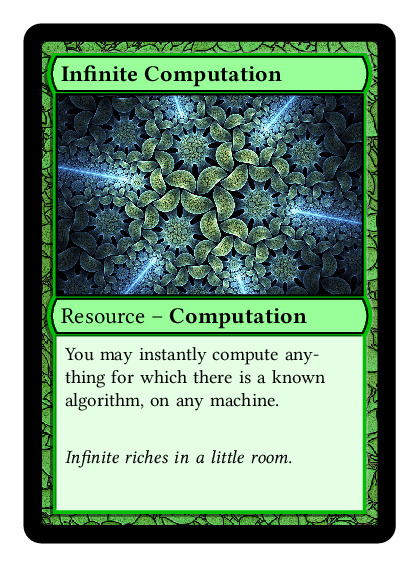 Infinite Computation
Resource – Computation
You may instantly compute any-
thing for which there is a known
algorithm, on any machine.
Infinite riches in a little room.